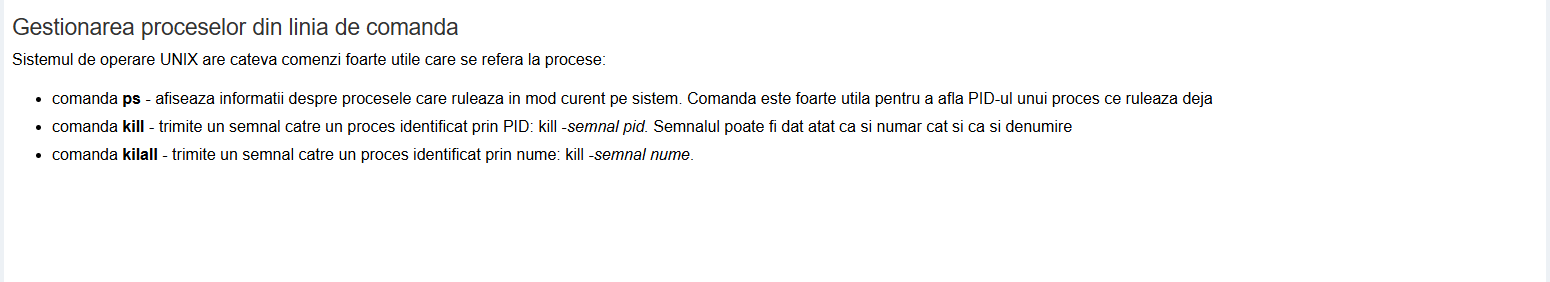 Gestionarea proceselor din linia de comanda
Sistemul de operare UNIX are cateva comenzi foarte utile care se refera la procese:
• comanda ps - afiseaza informatii despre procesele care ruleaza in mod curent pe sistem. Comanda este foarte utila pentru a afla PID-ul unui proces ce ruleaza deja
• comanda kill - trimite un semnal catre un proces identificat prin PID: kill -semnal pid. Semnalul poate fi dat atat ca si numar cat si ca si denumire
• comanda kilall - trimite un semnal catre un proces identificat prin nume: kill -semnal nume.